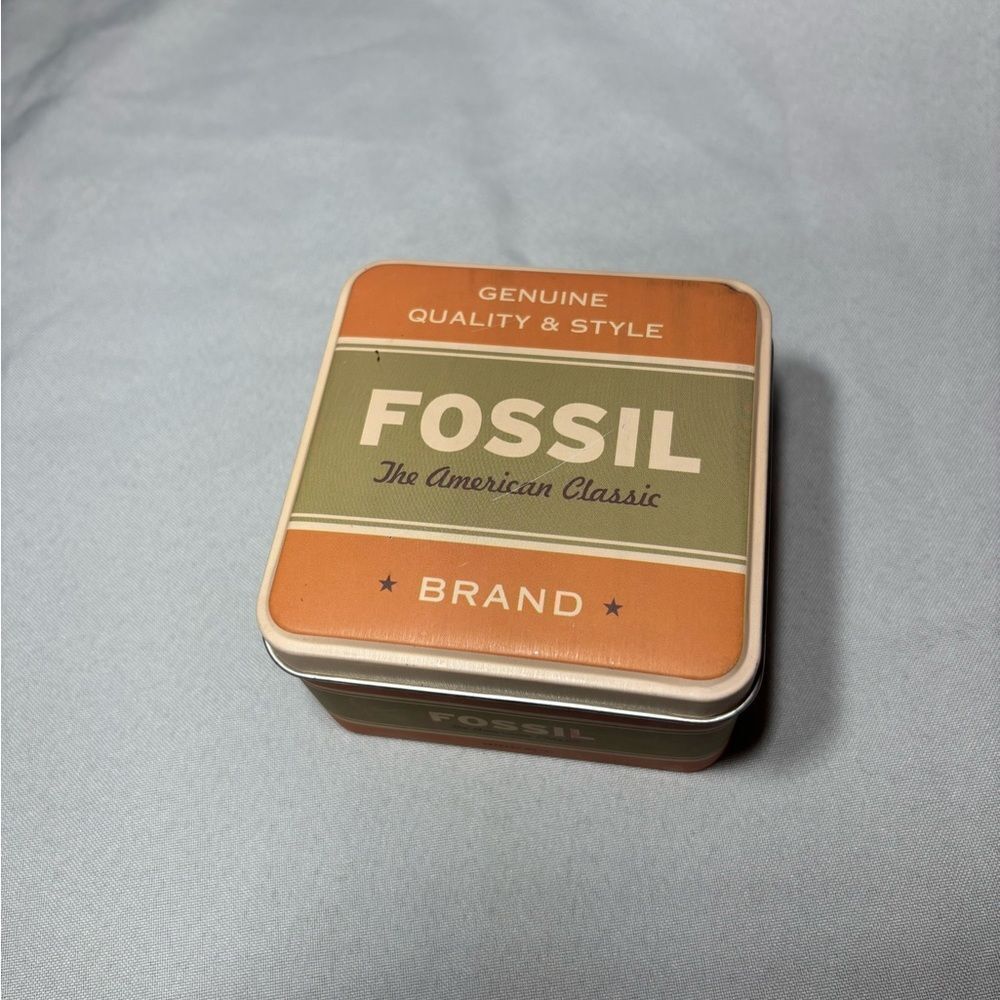 GENUINE
QUALITY & STYLE
FOSSIL
The American Classic
★ BRAND ★
FOSSIL